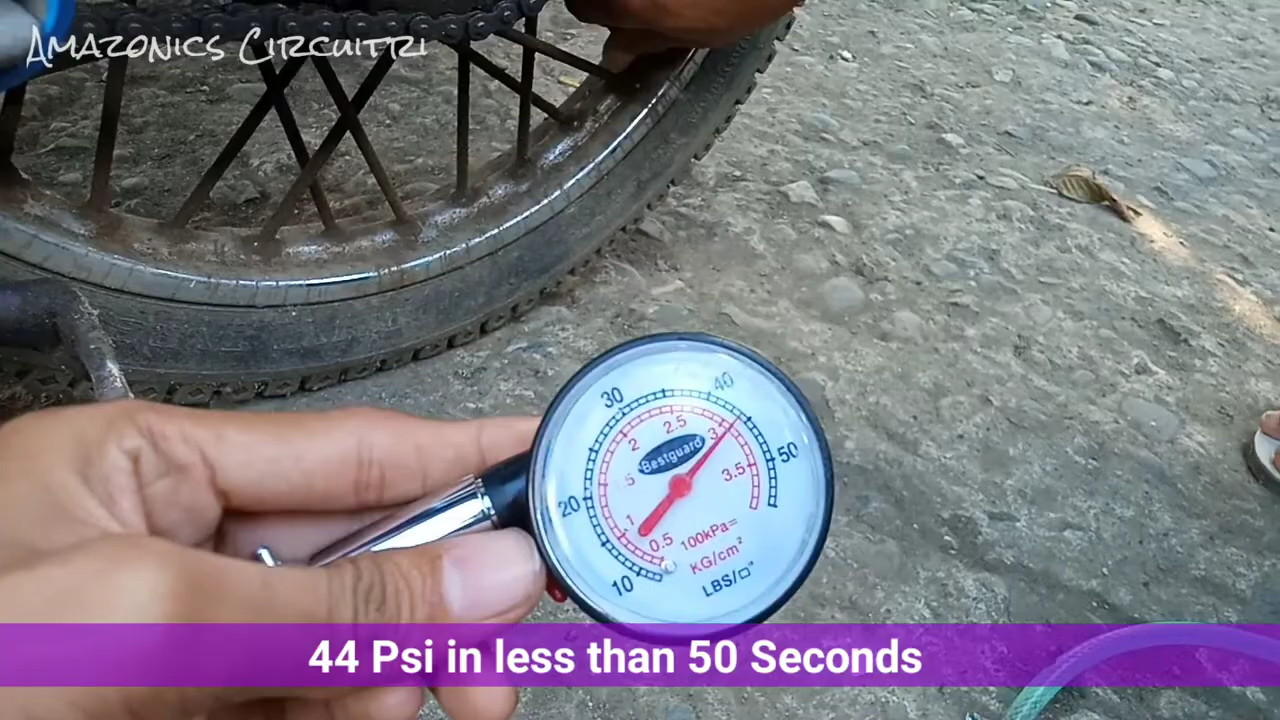 Amazonics Circuitri
40
30
2.5
3
2
Bestguard
50
3.5
.5
20
1
0.5
100kPa=
KG/cm²
10
LBS/□"
44 Psi in less than 50 Seconds